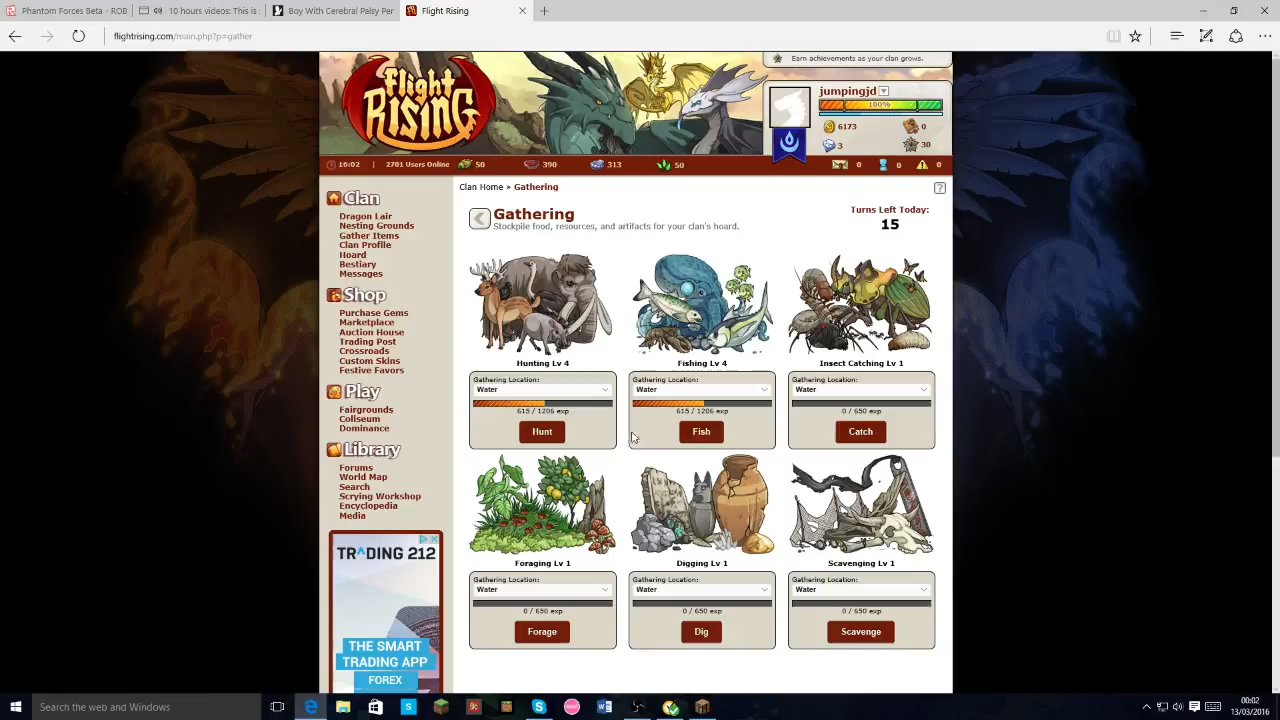 Phantom Forces Beta - ROB
10 hours videos: This is
Boy With Cerebral Palsy Per
Flight Rising
flightrising.com/main.php?p=gather
Flight
RISING
Earn achievements as your clan grows.
jumpingjd
100%
6173
0
3
30
16:02 | 2701 Users Online
50
390
313
50
0
0
0
Clan Home » Gathering
?
Gathering
Stockpile food, resources, and artifacts for your clan's hoard.
Turns Left Today:
15
Clan
Dragon Lair
Nesting Grounds
Gather Items
Clan Profile
Hoard
Bestiary
Messages
Shop
Purchase Gems
Marketplace
Auction House
Trading Post
Crossroads
Custom Skins
Festive Favors
Play
Fairgrounds
Coliseum
Dominance
Library
Forums
World Map
Search
Scrying Workshop
Encyclopedia
Media
TRADING 212
THE SMART
TRADING APP
FOREX
Hunting Lv 4
Gathering Location:
Water
615 / 1206 exp
Hunt
Fishing Lv 4
Gathering Location:
Water
615 / 1206 exp
Fish
Insect Catching Lv 1
Gathering Location:
Water
0 / 650 exp
Catch
Foraging Lv 1
Gathering Location:
Water
0 / 650 exp
Forage
Digging Lv 1
Gathering Location:
Water
0 / 650 exp
Dig
Scavenging Lv 1
Gathering Location:
Water
0 / 650 exp
Scavenge
Search the web and Windows
00:02
13/03/2016